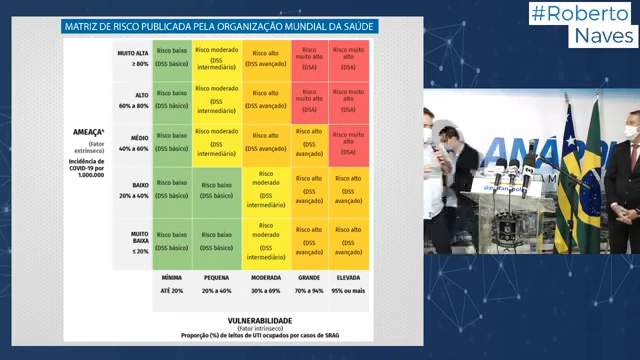 MATRIZ DE RISCO PUBLICADA PELA ORGANIZAÇÃO MUNDIAL DA SAÚDE
#Roberto
Naves
MUITO ALTA
≥ 80%
Risco baixo
(DSS básico)
Risco moderado
(DSS
intermediário)
Risco alto
(DSS avançado)
Risco
muito alto
(DSA)
Risco muito
alto
(DSA)
ALTO
60% a 80%
Risco baixo
(DSS básico)
Risco moderado
(DSS
intermediário)
Risco alto
(DSS avançado)
Risco
muito alto
(DSA)
Risco muito
alto
(DSA)
AMEAÇA⁴
(Fator
extrínseco)
Incidência de
COVID-19 por
1.000.000
MÉDIO
40% a 60%
Risco baixo
(DSS básico)
Risco moderado
(DSS
intermediário)
Risco alto
(DSS avançado)
Risco alto
(DSS
avançado)
Risco muito
alto
(DSA)
BAIXO
20% a 40%
Risco baixo
(DSS básico)
Risco baixo
(DSS básico)
Risco
moderado
(DSS
intermediário)
Risco alto
(DSS
avançado)
Risco alto
(DSS
avançado)
MUITO
BAIXA
≤ 20%
Risco baixo
(DSS básico)
Risco baixo
(DSS básico)
Risco
moderado
(DSS
intermediário)
Risco alto
(DSS
avançado)
Risco alto
(DSS
avançado)
MÍNIMA
ATÉ 20%
PEQUENA
20% a 40%
MODERADA
30% a 69%
GRANDE
70% a 94%
ELEVADA
95% ou mais
VULNERABILIDADE
(Fator intrínseco)
Proporção (%) de leitos de UTI ocupados por casos de SRAG